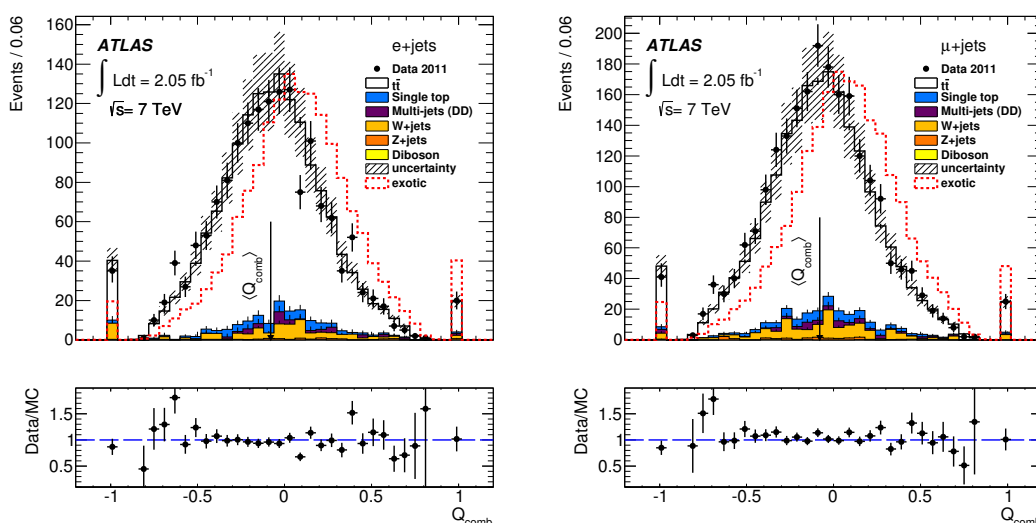 Events / 0.06
160
140
120
100
80
60
40
20
0
ATLAS
∫ Ldt = 2.05 fb-1
√s= 7 TeV
e+jets
Data 2011
tt̄
Single top
Multi-jets (DD)
W+jets
Z+jets
Diboson
uncertainty
exotic
⟨Qcomb⟩
Data/MC
1.5
1
0.5
-1
-0.5
0
0.5
1
Qcomb
Events / 0.06
200
180
160
140
120
100
80
60
40
20
0
ATLAS
∫ Ldt = 2.05 fb-1
√s= 7 TeV
μ+jets
Data 2011
tt̄
Single top
Multi-jets (DD)
W+jets
Z+jets
Diboson
uncertainty
exotic
⟨Qcomb⟩
Data/MC
1.5
1
0.5
-1
-0.5
0
0.5
1
Qcomb